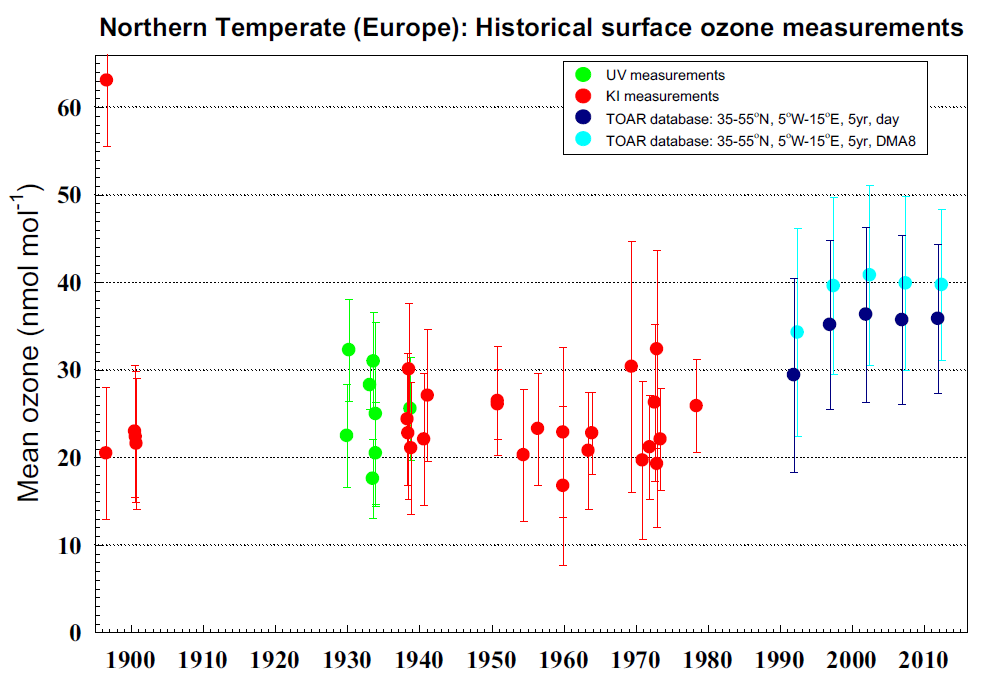 Northern Temperate (Europe): Historical surface ozone measurements
UV measurements
KI measurements
TOAR database: 35-55°N, 5°W-15°E, 5yr, day
TOAR database: 35-55°N, 5°W-15°E, 5yr, DMA8
Mean ozone (nmol mol⁻¹)
60
50
40
30
20
10
0
1900 1910 1920 1930 1940 1950 1960 1970 1980 1990 2000 2010